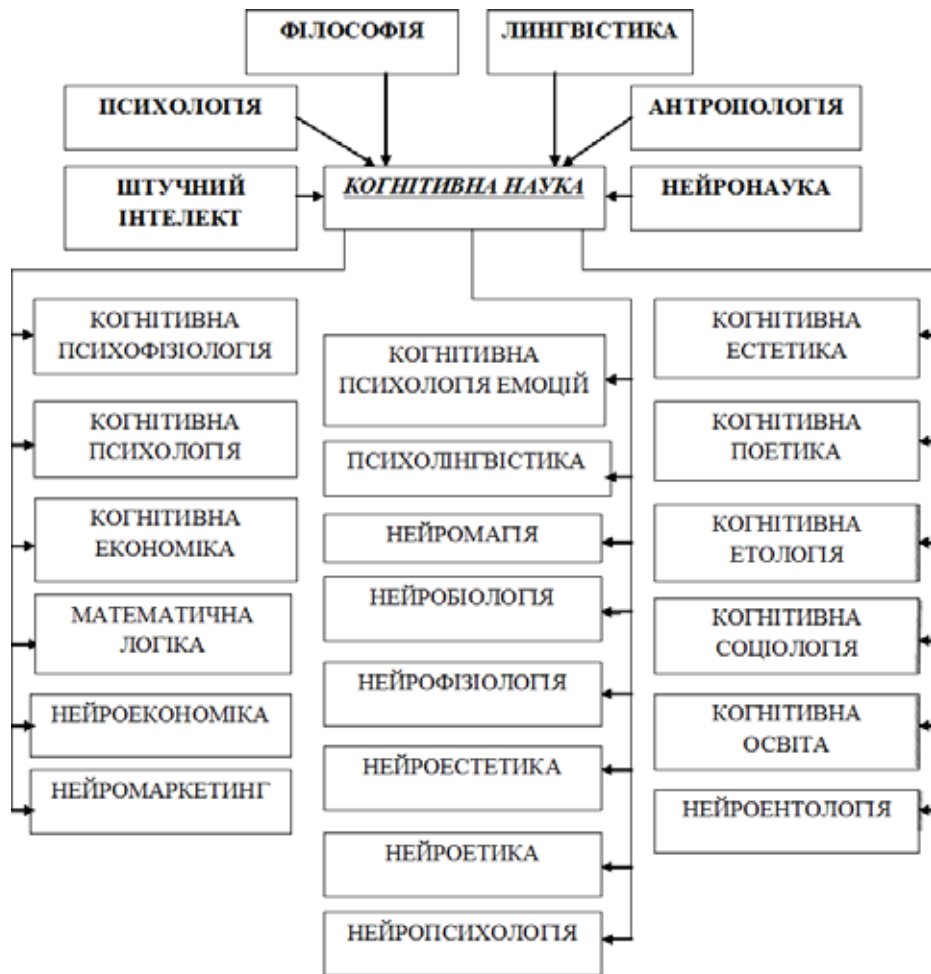 ФІЛОСОФІЯ
ЛИНГВІСТИКА
ПСИХОЛОГІЯ
АНТРОПОЛОГІЯ
ШТУЧНИЙ
ІНТЕЛЕКТ
КОГНІТИВНА НАУКА
НЕЙРОНАУКА
КОГНІТИВНА
ПСИХОФІЗІОЛОГІЯ
КОГНІТИВНА
ПСИХОЛОГІЯ
КОГНІТИВНА
ЕКОНОМІКА
МАТЕМАТИЧНА
ЛОГІКА
НЕЙРОЕКОНОМІКА
НЕЙРОМАРКЕТИНГ
КОГНІТИВНА
ПСИХОЛОГІЯ ЕМОЦІЙ
ПСИХОЛІНГВІСТИКА
НЕЙРОМАГІЯ
НЕЙРОБІОЛОГІЯ
НЕЙРОФІЗІОЛОГІЯ
НЕЙРОЕСТЕТИКА
НЕЙРОЕТИКА
НЕЙРОПСИХОЛОГІЯ
КОГНІТИВНА
ЕСТЕТИКА
КОГНІТИВНА
ПОЕТИКА
КОГНІТИВНА
ЕТОЛОГІЯ
КОГНІТИВНА
СОЦІОЛОГІЯ
КОГНІТИВНА
ОСВІТА
НЕЙРОЕНТОЛОГІЯ